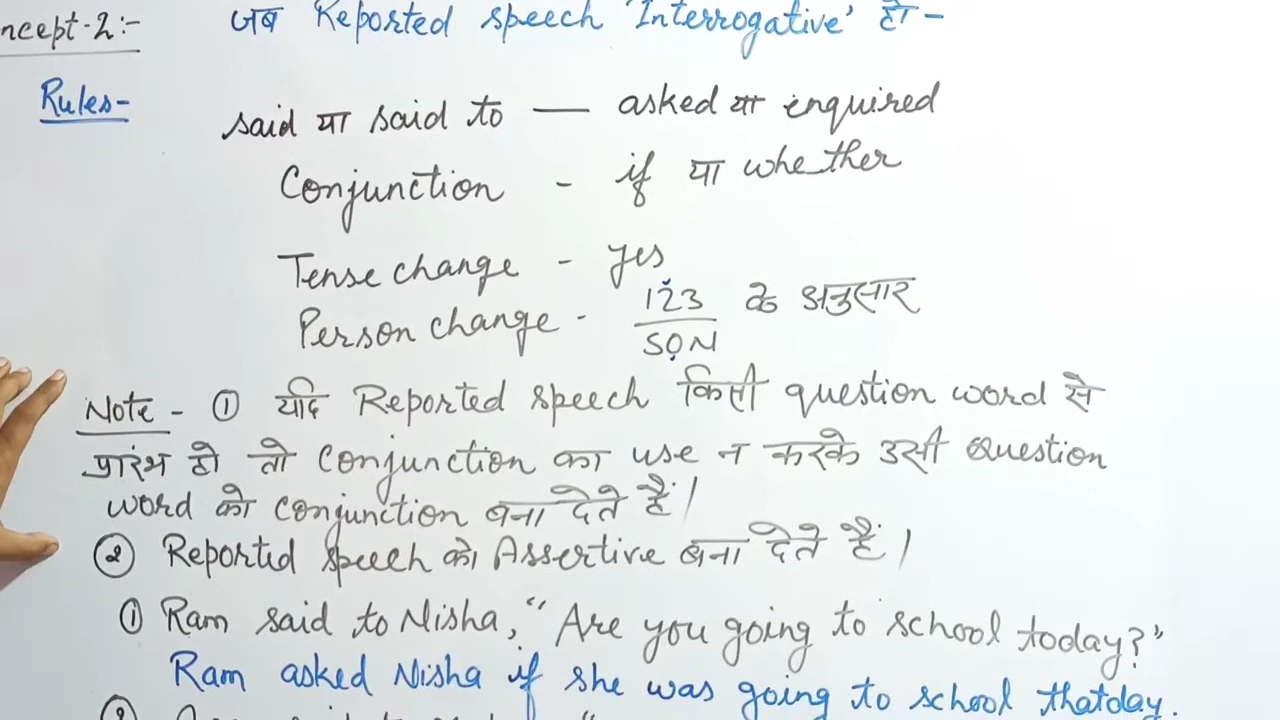 ncept-2:- जब Reported speech 'Interrogative' हो -
Rules-
said या said to — asked या enquired
Conjunction - if या whether
Tense change - yes
Person change - 123 के अनुसार
SON
Note - ① यदि Reported speech किसी question word से
प्रारंभ हो तो conjunction का use न करके उसी question
word को conjunction बना देते हैं।
② Reported speech को Assertive बना देते हैं।
① Ram said to Nisha, "Are you going to school today?"
Ram asked Nisha if she was going to school thatday.
②